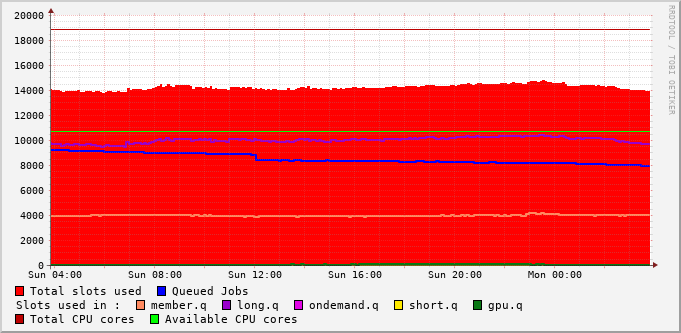 20000
18000
16000
14000
12000
10000
8000
6000
4000
2000
0
Sun 04:00 Sun 08:00 Sun 12:00 Sun 16:00 Sun 20:00 Mon 00:00
RRDTOOL / TOBI OETIKER
Total slots used Queued Jobs
Slots used in : member.q long.q ondemand.q short.q gpu.q
Total CPU cores Available CPU cores